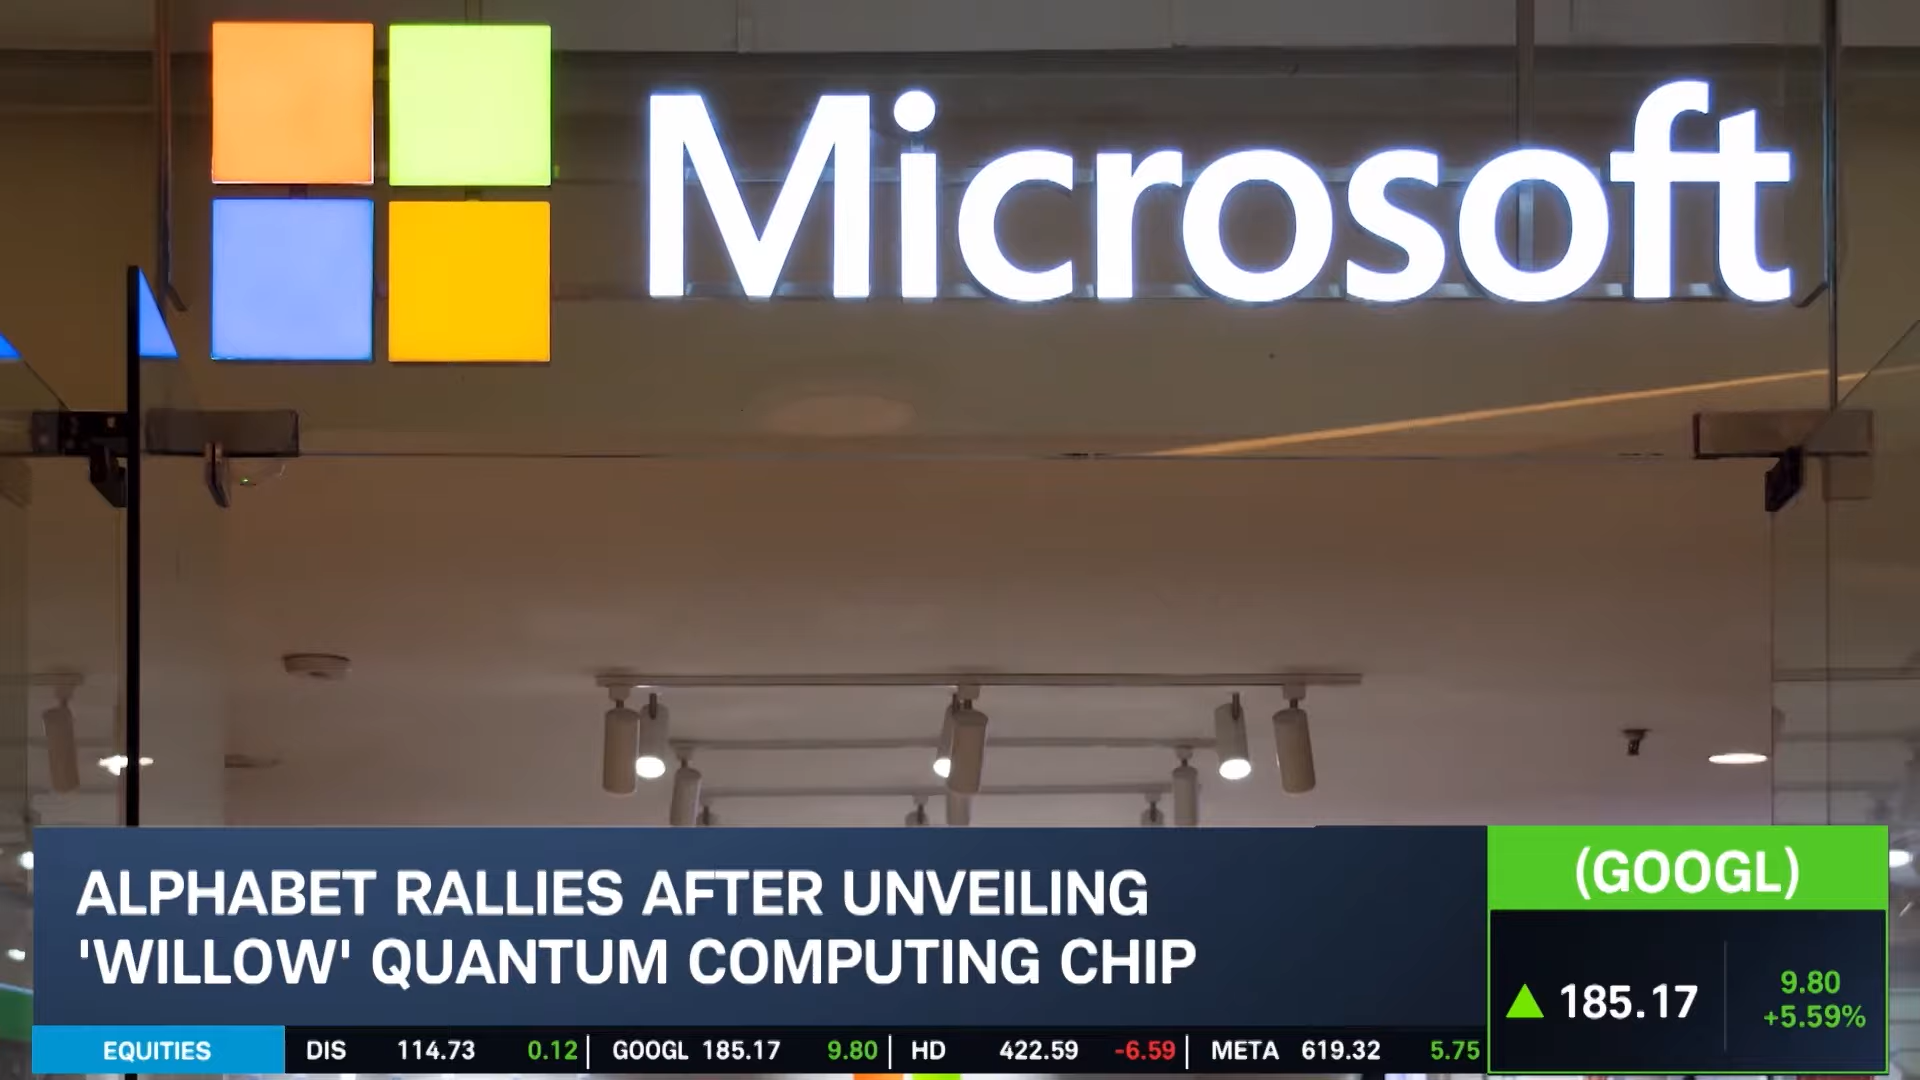 Microsoft
ALPHABET RALLIES AFTER UNVEILING
'WILLOW' QUANTUM COMPUTING CHIP
(GOOGL)
185.17
9.80
+5.59%
EQUITIES DIS 114.73 0.12 GOOGL 185.17 9.80 HD 422.59 -6.59 META 619.32 5.75